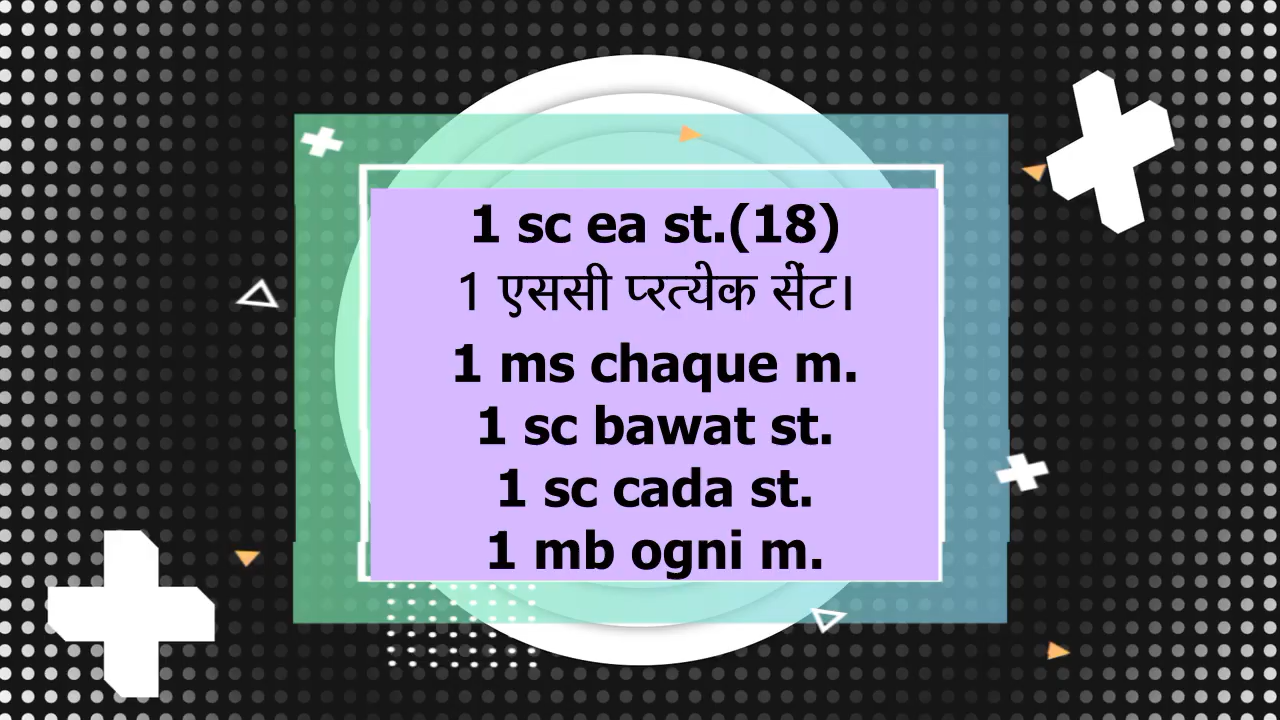 1 sc ea st.(18)
1 एससी प्रत्येक सेंट।
1 ms chaque m.
1 sc bawat st.
1 sc cada st.
1 mb ogni m.